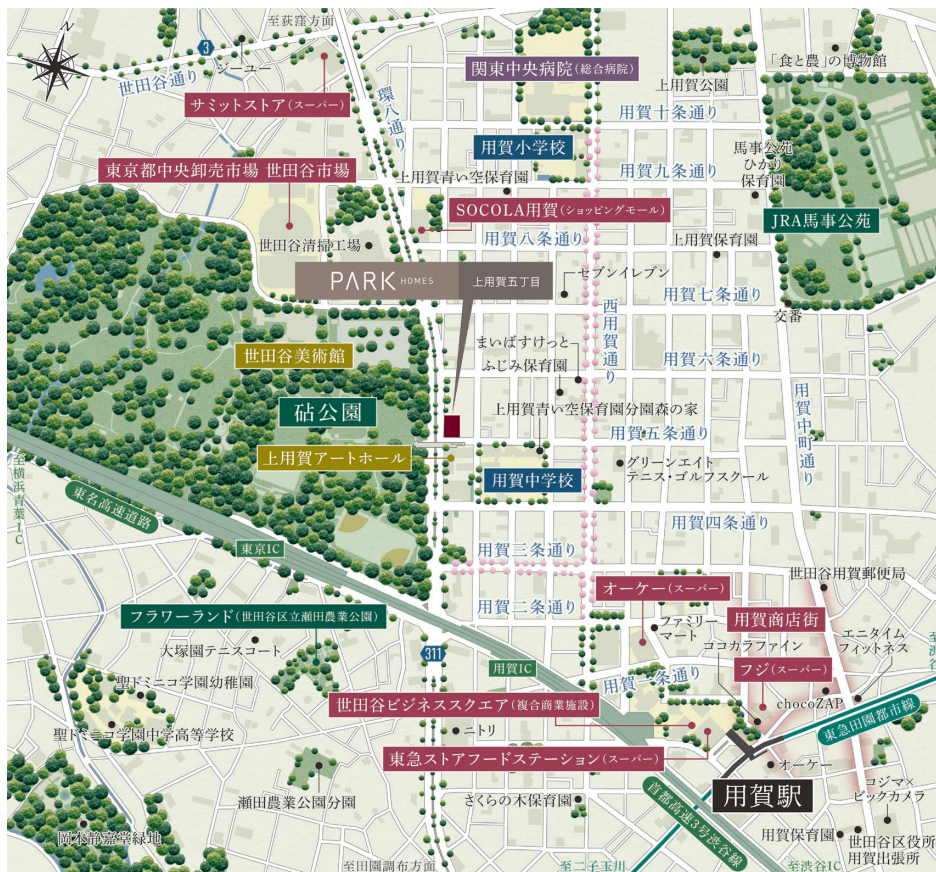 至荻窪方面
N
3
ジーユー
世田谷通り
サミットストア(スーパー)
環八通り
関東中央病院(総合病院)
上用賀公園
「食と農」の博物館
用賀十条通り
用賀小学校
東京都中央卸売市場 世田谷市場
上用賀青い空保育園
用賀九条通り
馬事公苑
ひかり
保育園
SOCOLA用賀(ショッピングモール)
JRA馬事公苑
世田谷清掃工場
用賀八条通り
上用賀保育園
PARK HOMES
上用賀五丁目
セブンイレブン
用賀七条通り
交番
西用賀通り
まいばすけっと
ふじみ保育園
用賀六条通り
世田谷美術館
砧公園
上用賀青い空保育園分園森の家
用賀五条通り
用賀中町通り
上用賀アートホール
用賀中学校
グリーンエイト
テニス・ゴルフスクール
至横浜青葉IC
東名高速道路
用賀四条通り
東京IC
用賀三条通り
世田谷用賀郵便局
用賀二条通り
オーケー(スーパー)
フラワーランド(世田谷区立瀬田農業公園)
ファミリー
マート
用賀商店街
ココカラファイン
エニタイム
フィットネス
至渋谷
大塚園テニスコート
311
用賀IC
フジ(スーパー)
用賀一条通り
聖ドミニコ学園幼稚園
chocoZAP
世田谷ビジネススクエア(複合商業施設)
東急田園都市線
聖ドミニコ学園中学高等学校
ニトリ
東急ストアフードステーション(スーパー)
オーケー
用賀駅
コジマ×
ビックカメラ
瀬田農業公園分園
さくらの木保育園
首都高速3号渋谷線
岡本静嘉堂緑地
用賀保育園
世田谷区役所
用賀出張所
至田園調布方面
至二子玉川
至渋谷IC